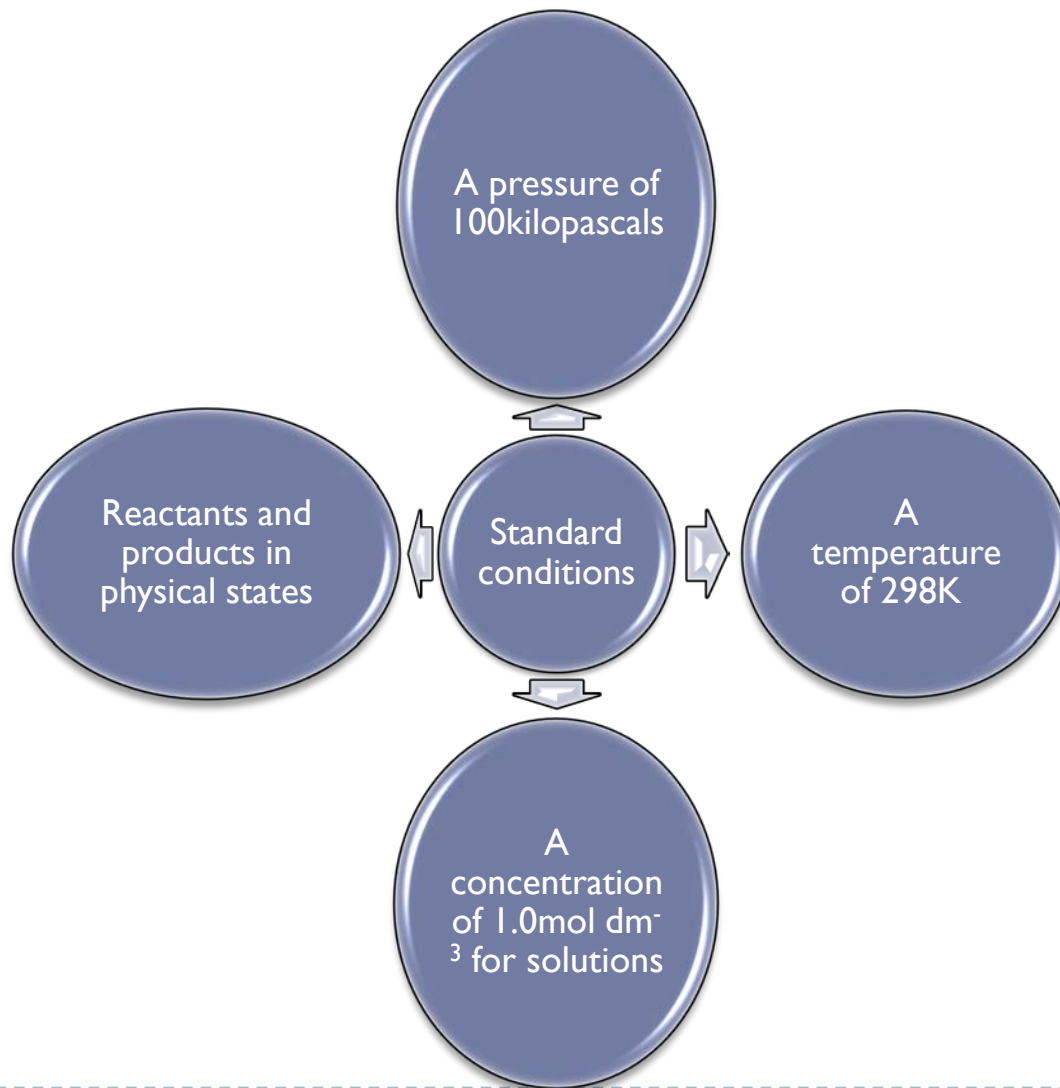 A pressure of
100kilopascals
Reactants and
products in
physical states
Standard
conditions
A
temperature
of 298K
A
concentration
of 1.0mol dm-
3 for solutions